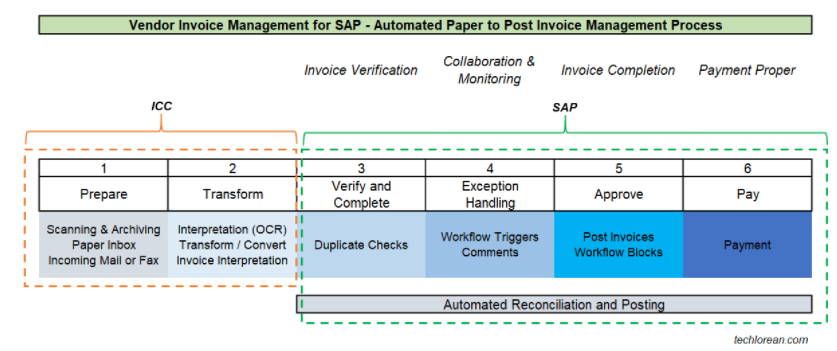 Vendor Invoice Management for SAP - Automated Paper to Post Invoice Management Process
Invoice Verification
Collaboration &
Monitoring
Invoice Completion
Payment Proper
ICC
SAP
1
2
3
4
5
6
Prepare
Transform
Verify and
Complete
Exception
Handling
Approve
Pay
Scanning & Archiving
Paper Inbox
Incoming Mail or Fax
Interpretation (OCR)
Transform / Convert
Invoice Interpretation
Duplicate Checks
Workflow Triggers
Comments
Post Invoices
Workflow Blocks
Payment
Automated Reconciliation and Posting
techlorean.com